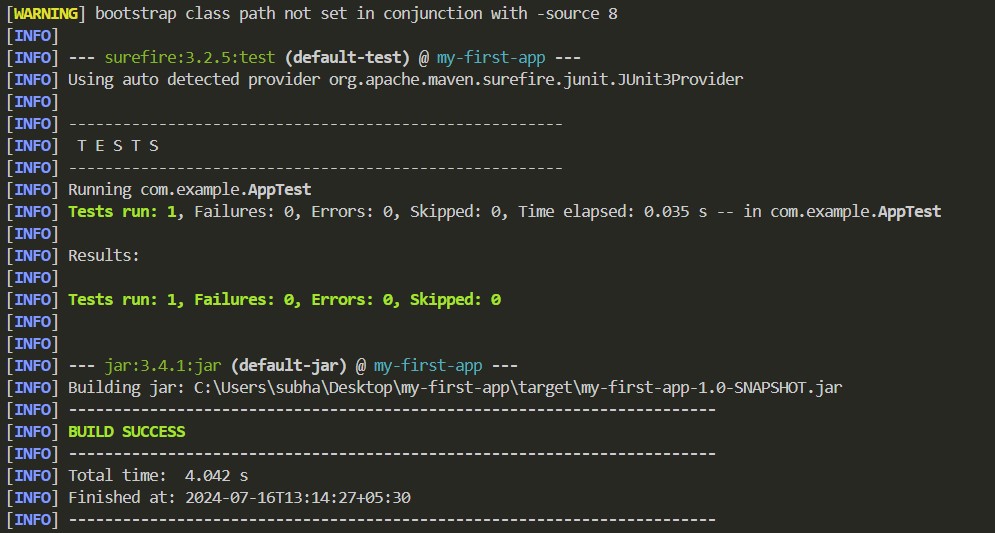 [WARNING] bootstrap class path not set in conjunction with -source 8
[INFO]
[INFO] --- surefire:3.2.5:test (default-test) @ my-first-app ---
[INFO] Using auto detected provider org.apache.maven.surefire.junit.JUnit3Provider
[INFO]
[INFO] -------------------------------------------------------
[INFO]  T E S T S
[INFO] -------------------------------------------------------
[INFO] Running com.example.AppTest
[INFO] Tests run: 1, Failures: 0, Errors: 0, Skipped: 0, Time elapsed: 0.035 s -- in com.example.AppTest
[INFO]
[INFO] Results:
[INFO]
[INFO] Tests run: 1, Failures: 0, Errors: 0, Skipped: 0
[INFO]
[INFO]
[INFO] --- jar:3.4.1:jar (default-jar) @ my-first-app ---
[INFO] Building jar: C:\Users\subha\Desktop\my-first-app\target\my-first-app-1.0-SNAPSHOT.jar
[INFO] ------------------------------------------------------------------------
[INFO] BUILD SUCCESS
[INFO] ------------------------------------------------------------------------
[INFO] Total time:  4.042 s
[INFO] Finished at: 2024-07-16T13:14:27+05:30
[INFO] ------------------------------------------------------------------------